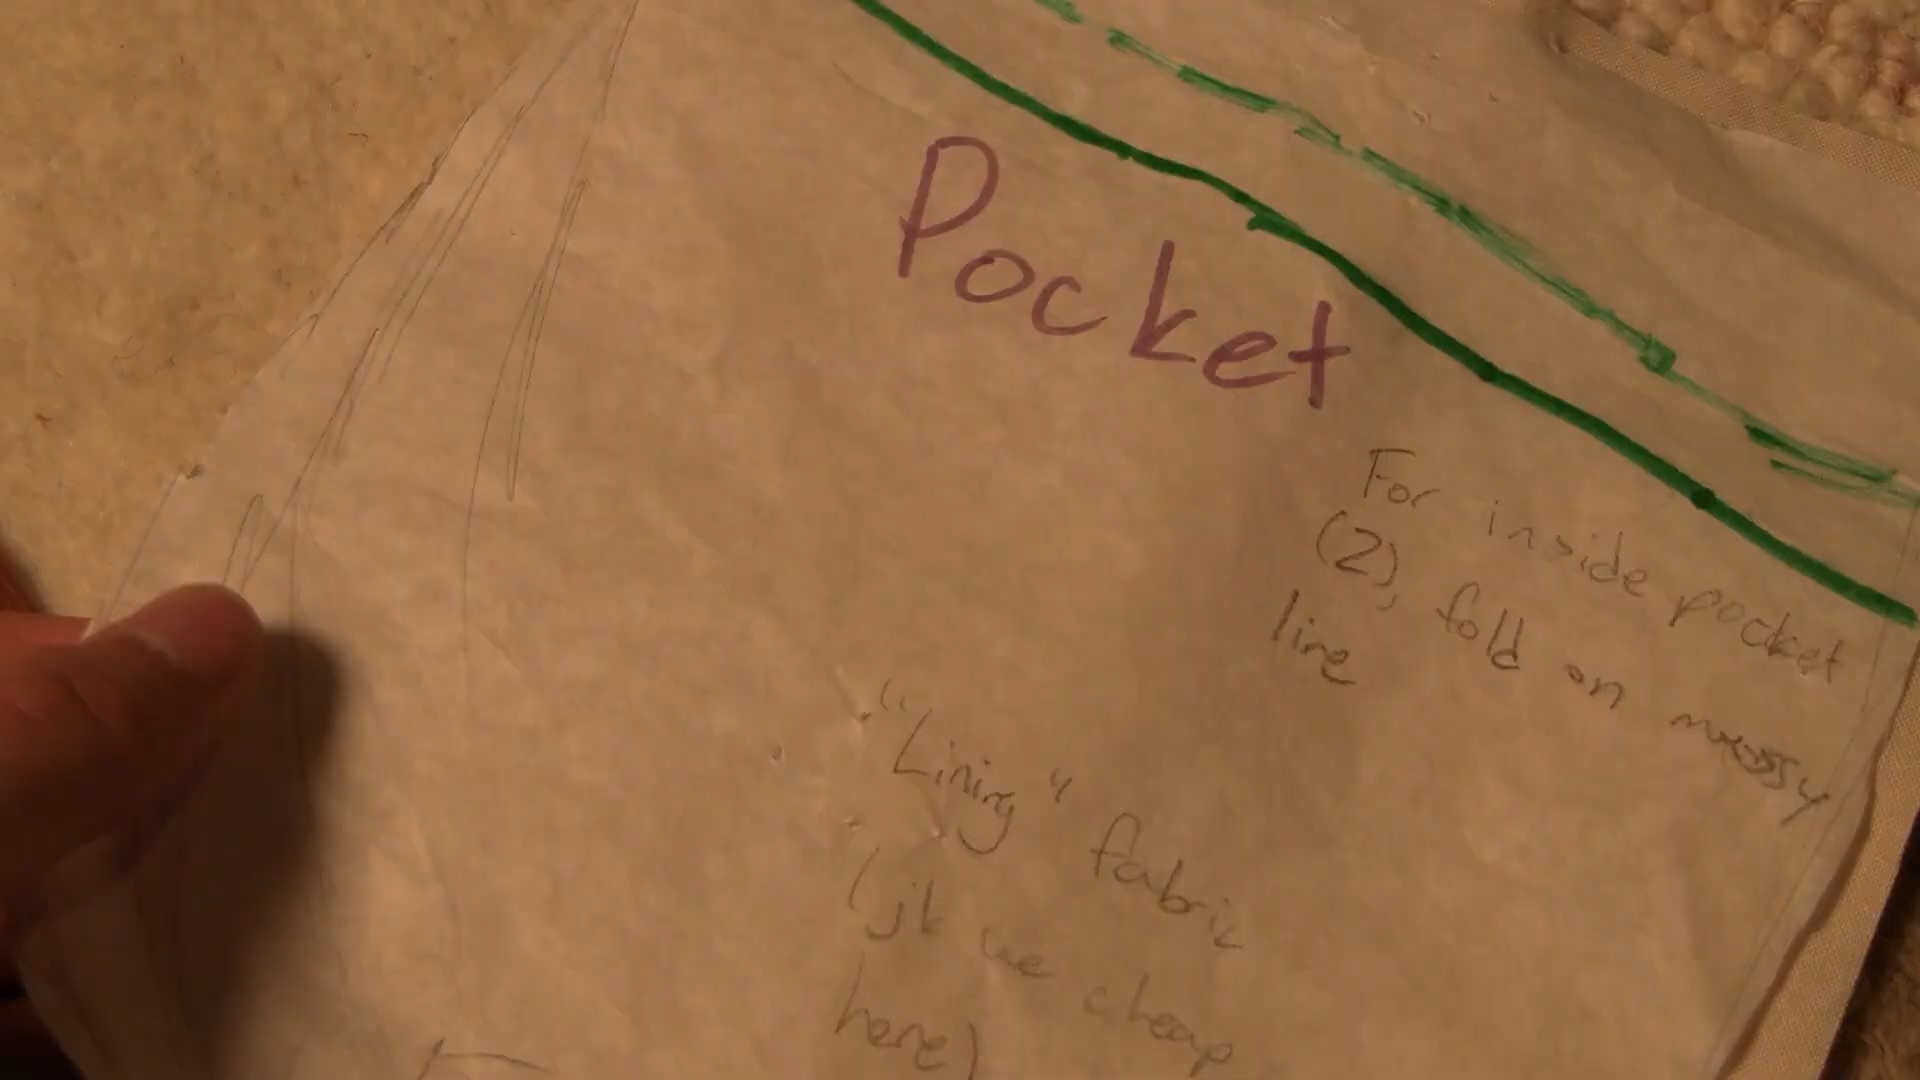 Pocket
For inside pocket
(2), fold on messy
line
"Lining" fabric
(jk we cheap
here)